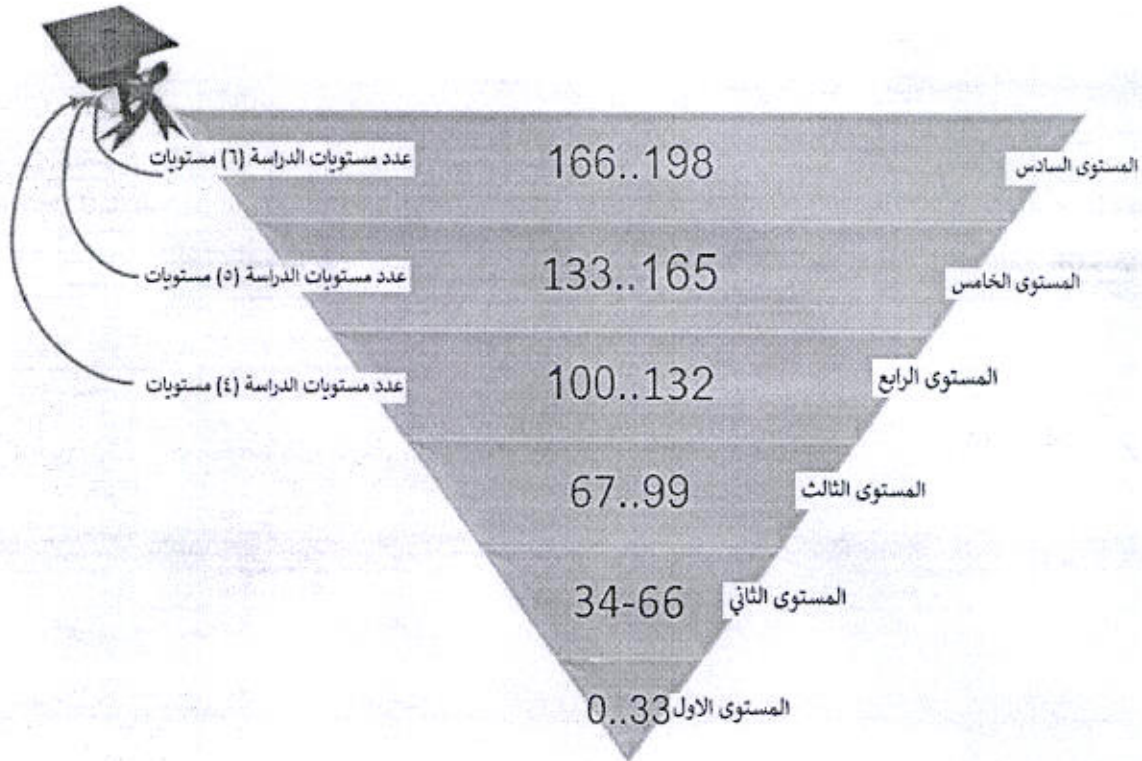 المستوى السادس
166..198
عدد مستويات الدراسة (٦) مستويات
المستوى الخامس
133..165
عدد مستويات الدراسة (٥) مستويات
المستوى الرابع
100..132
عدد مستويات الدراسة (٤) مستويات
المستوى الثالث
67..99
المستوى الثاني
34-66
المستوى الاول
0..33